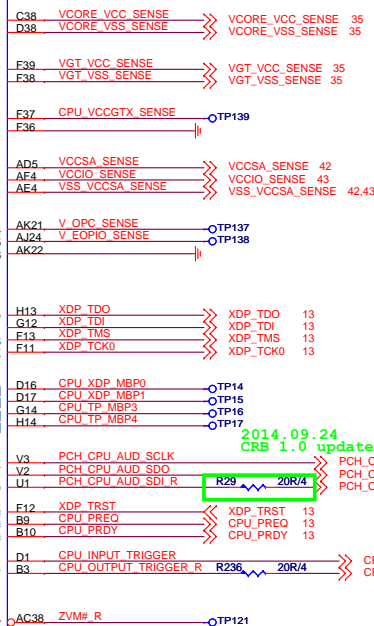 C38 VCORE_VCC_SENSE VCORE_VCC_SENSE 35
D38 VCORE_VSS_SENSE VCORE_VSS_SENSE 35
F39 VGT_VCC_SENSE VGT_VCC_SENSE 35
F38 VGT_VSS_SENSE VGT_VSS_SENSE 35
F37 CPU_VCCGTX_SENSE TP139
F36
AD5 VCCSA_SENSE VCCSA_SENSE 42
AF4 VCCIO_SENSE VCCIO_SENSE 43
AE4 VSS_VCCSA_SENSE VSS_VCCSA_SENSE 42,43
AK21 V_OPC_SENSE TP137
AJ24 V_EOPIO_SENSE TP138
AK22
H13 XDP_TDO XDP_TDO 13
G12 XDP_TDI XDP_TDI 13
F13 XDP_TMS XDP_TMS 13
F11 XDP_TCK0 XDP_TCK0 13
D16 CPU_XDP_MBP0 TP14
D17 CPU_XDP_MBP1 TP15
G14 CPU_TP_MBP3 TP16
H14 CPU_TP_MBP4 TP17
2014.09.24
CRB 1.0 update
V3 PCH_CPU_AUD_SCLK PCH_C
V2 PCH_CPU_AUD_SDO PCH_C
U1 PCH_CPU_AUD_SDI_R R29 20R/4 PCH_C
F12 XDP_TRST XDP_TRST 13
B9 CPU_PREQ CPU_PREQ 13
B10 CPU_PRDY CPU_PRDY 13
D1 CPU_INPUT_TRIGGER
B3 CPU_OUTPUT_TRIGGER_R R236 20R/4
AC38 ZVM#_R TP121